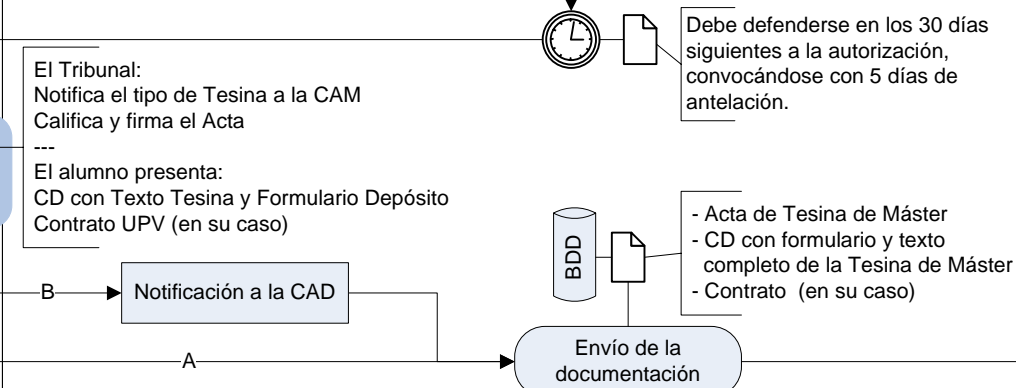 Debe defenderse en los 30 días
siguientes a la autorización,
convocándose con 5 días de
antelación.
El Tribunal:
Notifica el tipo de Tesina a la CAM
Califica y firma el Acta
---
El alumno presenta:
CD con Texto Tesina y Formulario Depósito
Contrato UPV (en su caso)
- Acta de Tesina de Máster
- CD con formulario y texto
completo de la Tesina de Máster
- Contrato (en su caso)
BDD
B
Notificación a la CAD
A
Envío de la
documentación